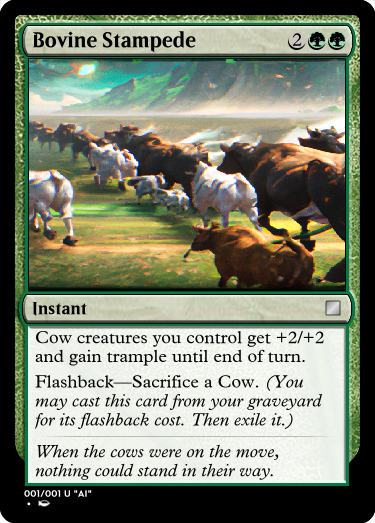 Bovine Stampede 2
Instant
Cow creatures you control get +2/+2
and gain trample until end of turn.
Flashback—Sacrifice a Cow. (You
may cast this card from your graveyard
for its flashback cost. Then exile it.)
When the cows were on the move,
nothing could stand in their way.
001/001 U "AI"